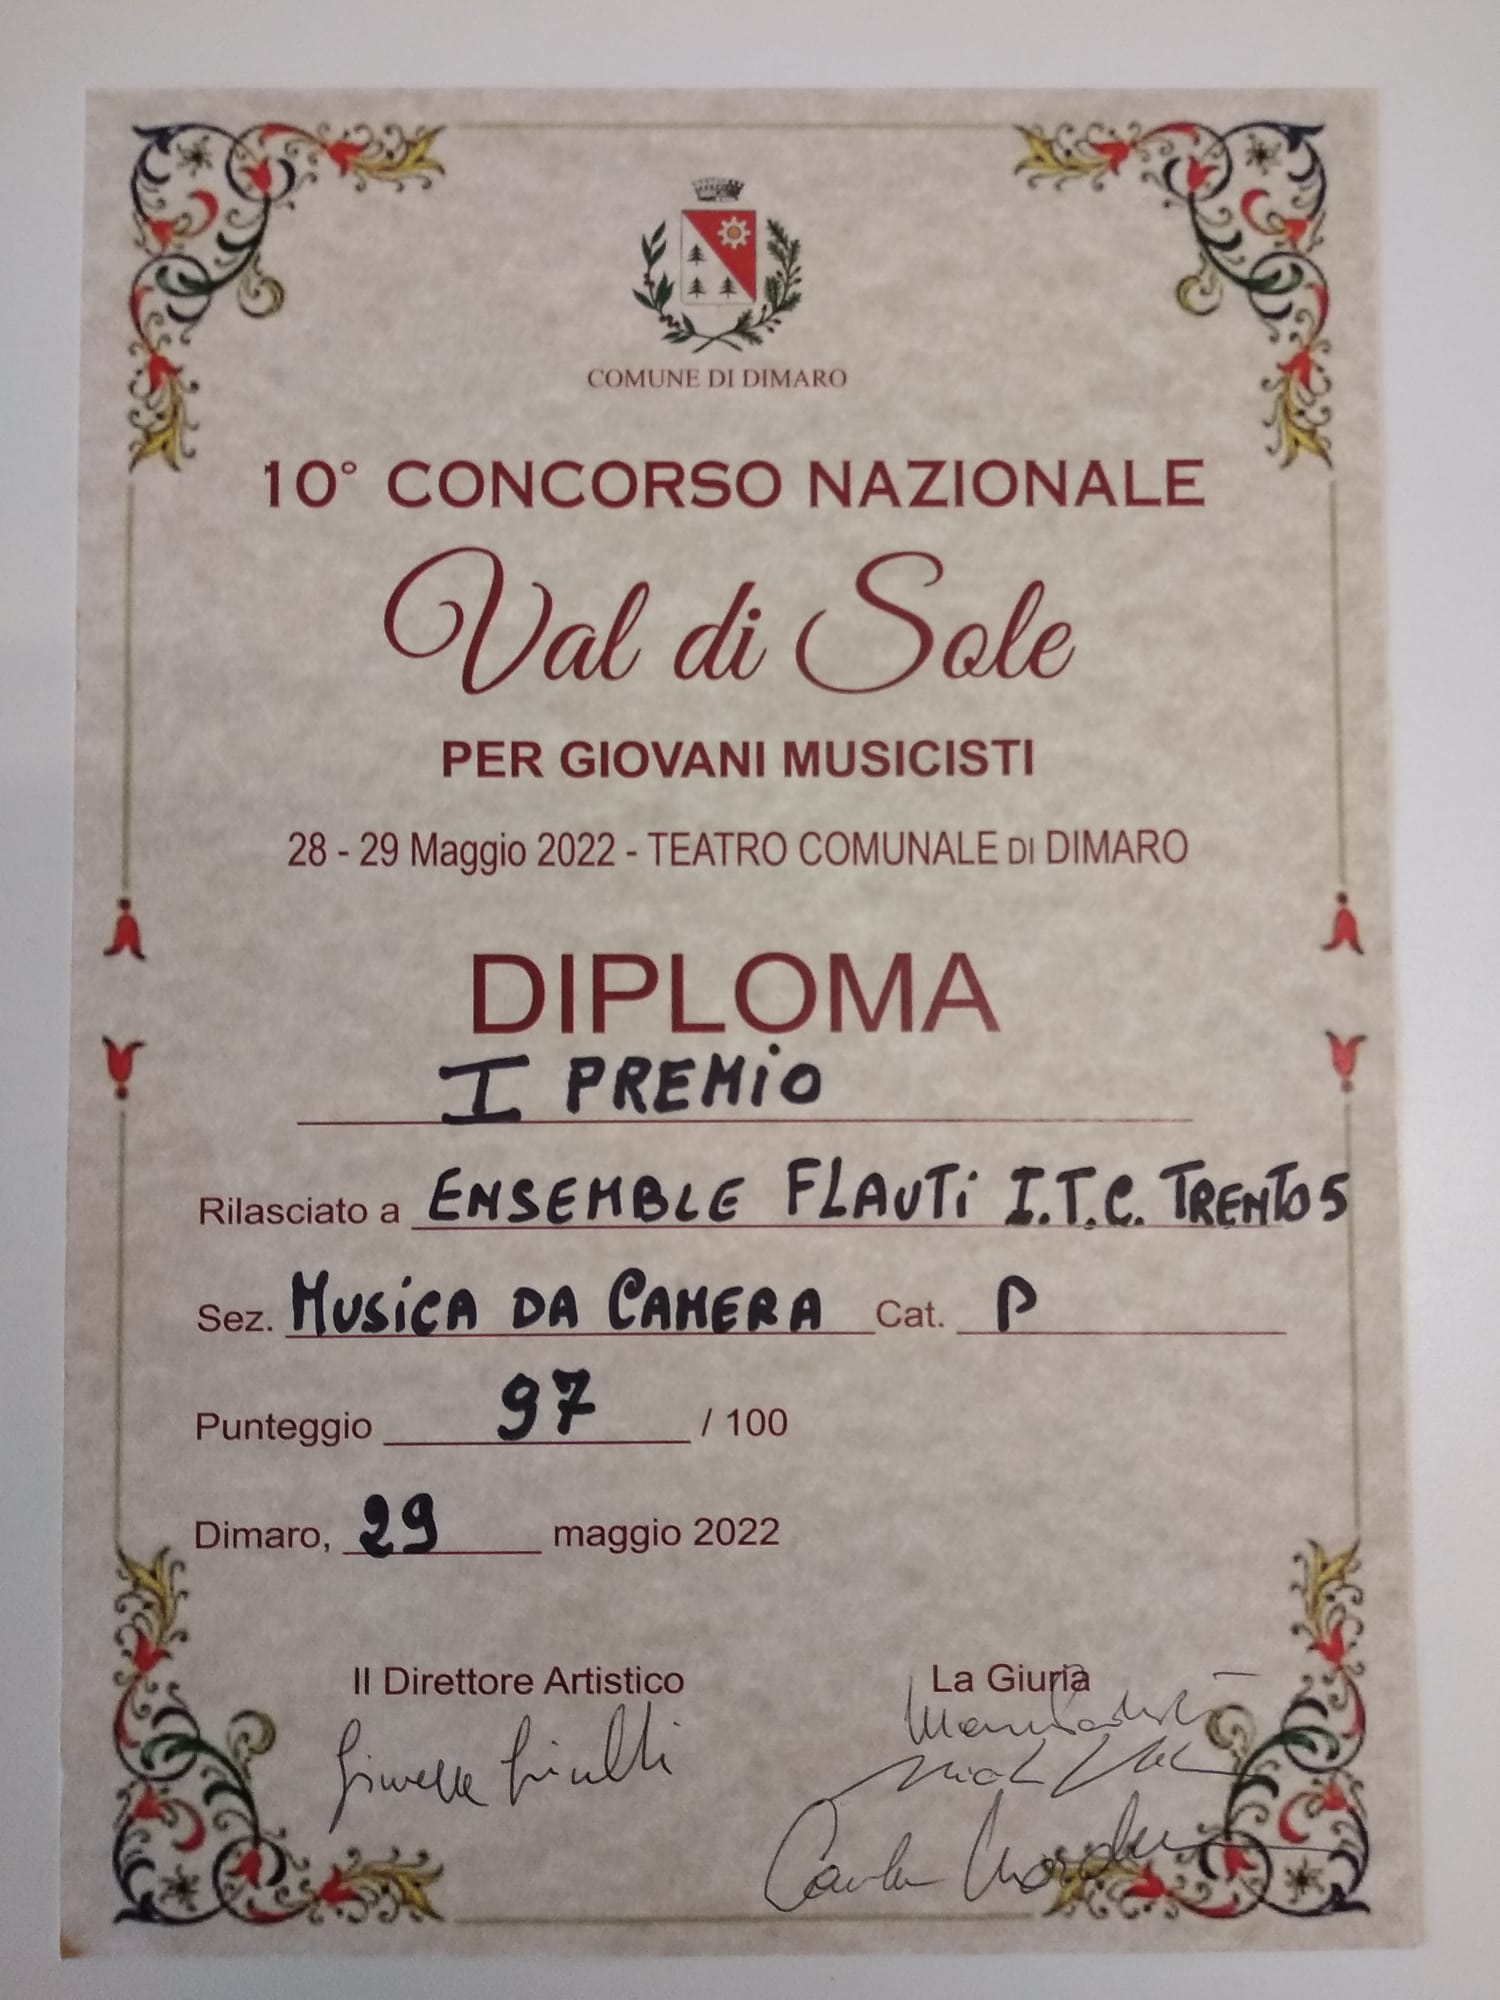 COMUNE DI DIMARO
10° CONCORSO NAZIONALE
Val di Sole
PER GIOVANI MUSICISTI
28 - 29 Maggio 2022 - TEATRO COMUNALE DI DIMARO
DIPLOMA
I PREMIO
Rilasciato a ENSEMBLE FLAUTI I.T.C. TRENTO 5
Sez. MUSICA DA CAMERA Cat. P
Punteggio 97 / 100
Dimaro, 29 maggio 2022
Il Direttore Artistico La Giuria